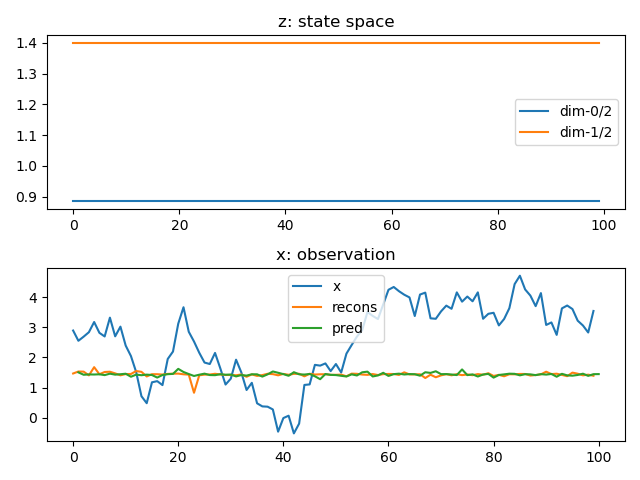 z: state space
1.4
1.3
1.2
1.1
1.0
0.9
dim-0/2
dim-1/2
0 20 40 60 80 100
x: observation
4
3
2
1
0
x
recons
pred
0 20 40 60 80 100